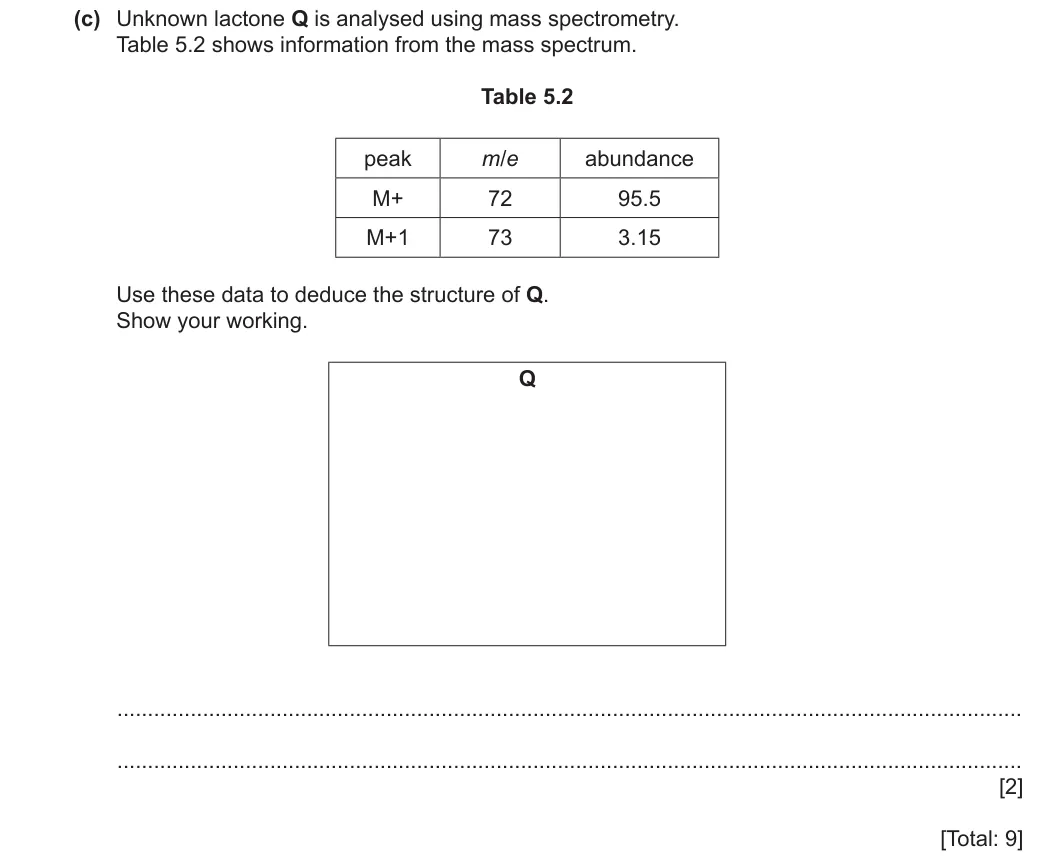 (c) Unknown lactone Q is analysed using mass spectrometry.
Table 5.2 shows information from the mass spectrum.
Table 5.2
peak m/e abundance
M+ 72 95.5
M+1 73 3.15
Use these data to deduce the structure of Q.
Show your working.
Q
[2]
[Total: 9]